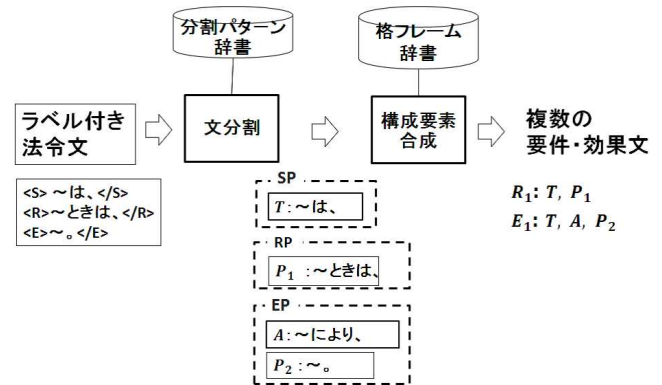 分割パターン
辞書
格フレーム
辞書
ラベル付き
法令文
文分割
構成要素
合成
複数の
要件・効果文
<S> ～は、</S>
<R>～ときは、</R>
<E>～。</E>
SP
T:～は、
RP
P₁ :～ときは、
EP
A:～により、
P₂ :～。
R₁: T, P₁
E₁: T, A, P₂